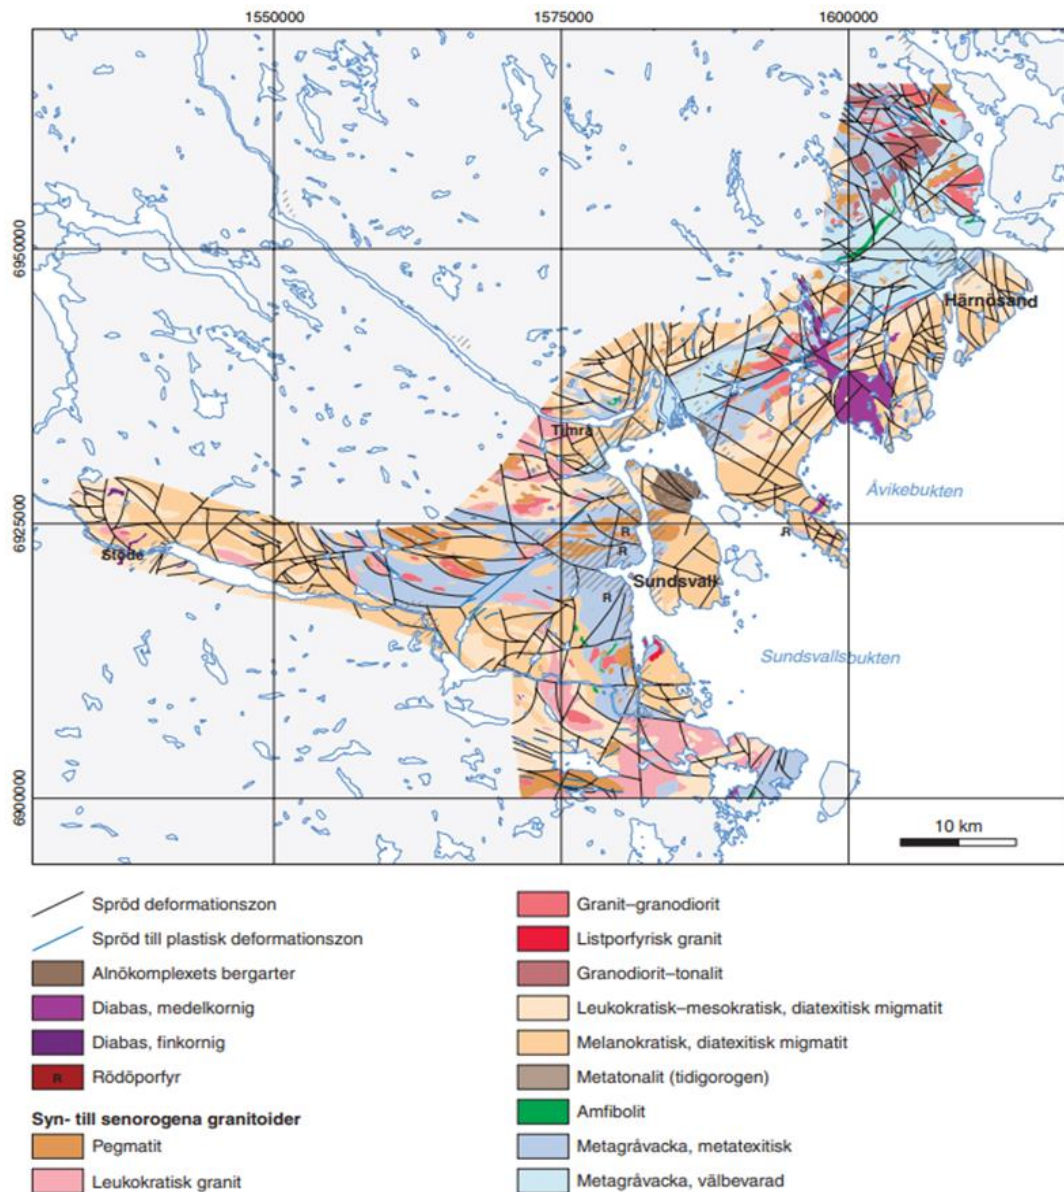 1550000 1575000 1600000
6950000
Härnösand
Timrå
Åvikebukten
6925000
R
R
R
Stöde
Sundsvall
R
Sundsvallsbukten
6900000
10 km
Spröd deformationszon
Spröd till plastisk deformationszon
Alnökomplexets bergarter
Diabas, medelkornig
Diabas, finkornig
R Rödöporfyr
Syn- till senorogena granitoider
Pegmatit
Leukokratisk granit
Granit–granodiorit
Listporfyrisk granit
Granodiorit–tonalit
Leukokratisk–mesokratisk, diatexitisk migmatit
Melanokratisk, diatexitisk migmatit
Metatonalit (tidigorogen)
Amfibolit
Metagråvacka, metatexitisk
Metagråvacka, välbevarad